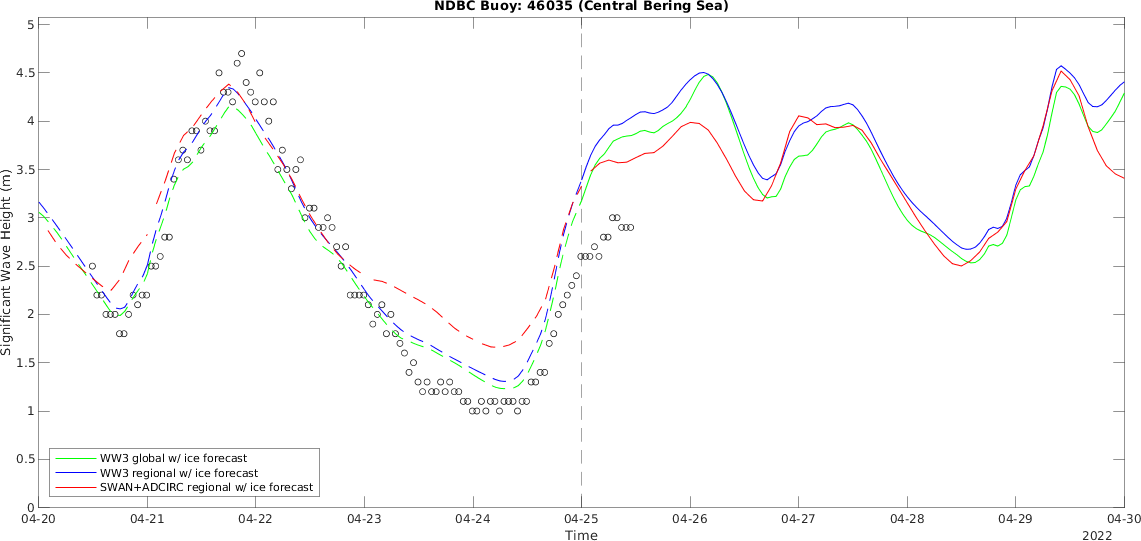 NDBC Buoy: 46035 (Central Bering Sea)
Significant Wave Height (m)
5
4.5
4
3.5
3
2.5
2
1.5
1
0.5
0
WW3 global w/ ice forecast
WW3 regional w/ ice forecast
SWAN+ADCIRC regional w/ ice forecast
04-20 04-21 04-22 04-23 04-24 04-25 04-26 04-27 04-28 04-29 04-30
Time
2022